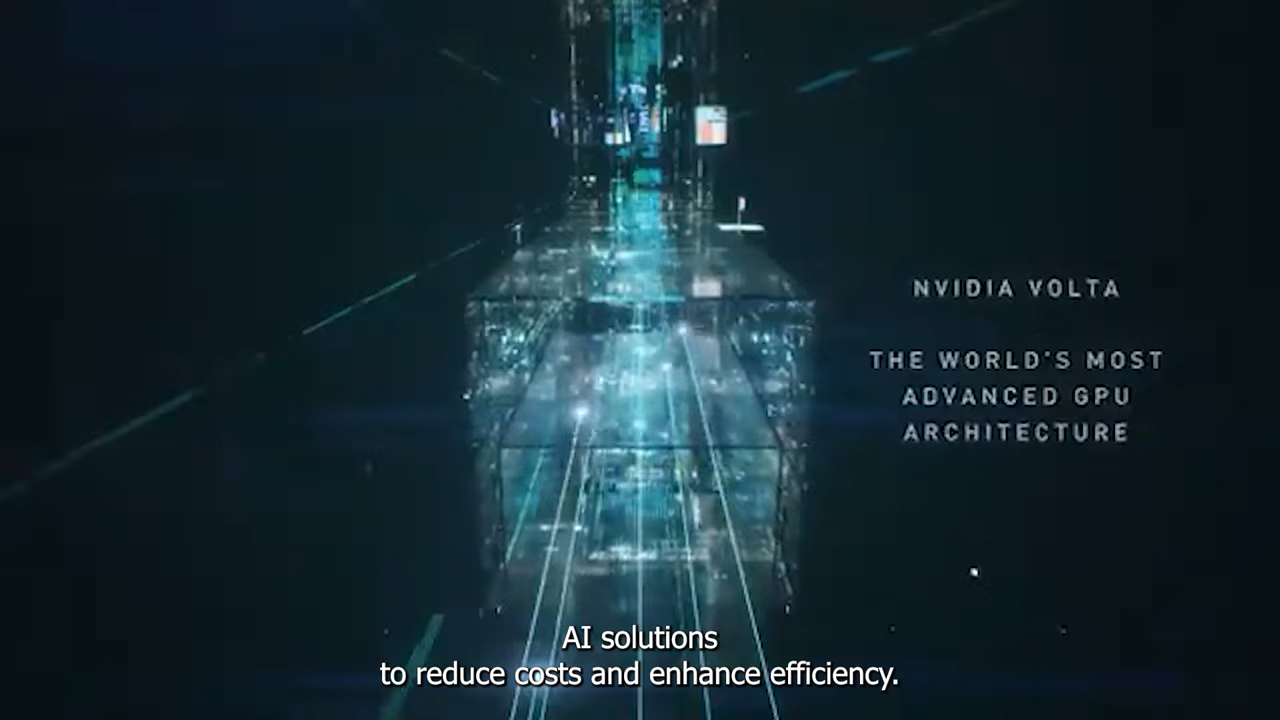 NVIDIA VOLTA
THE WORLD'S MOST
ADVANCED GPU
ARCHITECTURE
AI solutions
to reduce costs and enhance efficiency.